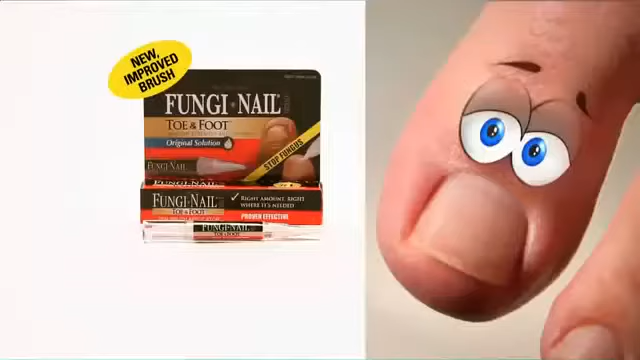 NEW,
IMPROVED
BRUSH
FUNGI-NAIL
TOE & FOOT
Original Solution
STOP FUNGUS
FUNGI-NAIL
FUNGI-NAIL
TOE & FOOT
✓ RIGHT AMOUNT, RIGHT
WHERE IT'S NEEDED
PROVEN EFFECTIVE
FUNGI-NAIL
TOE & FOOT